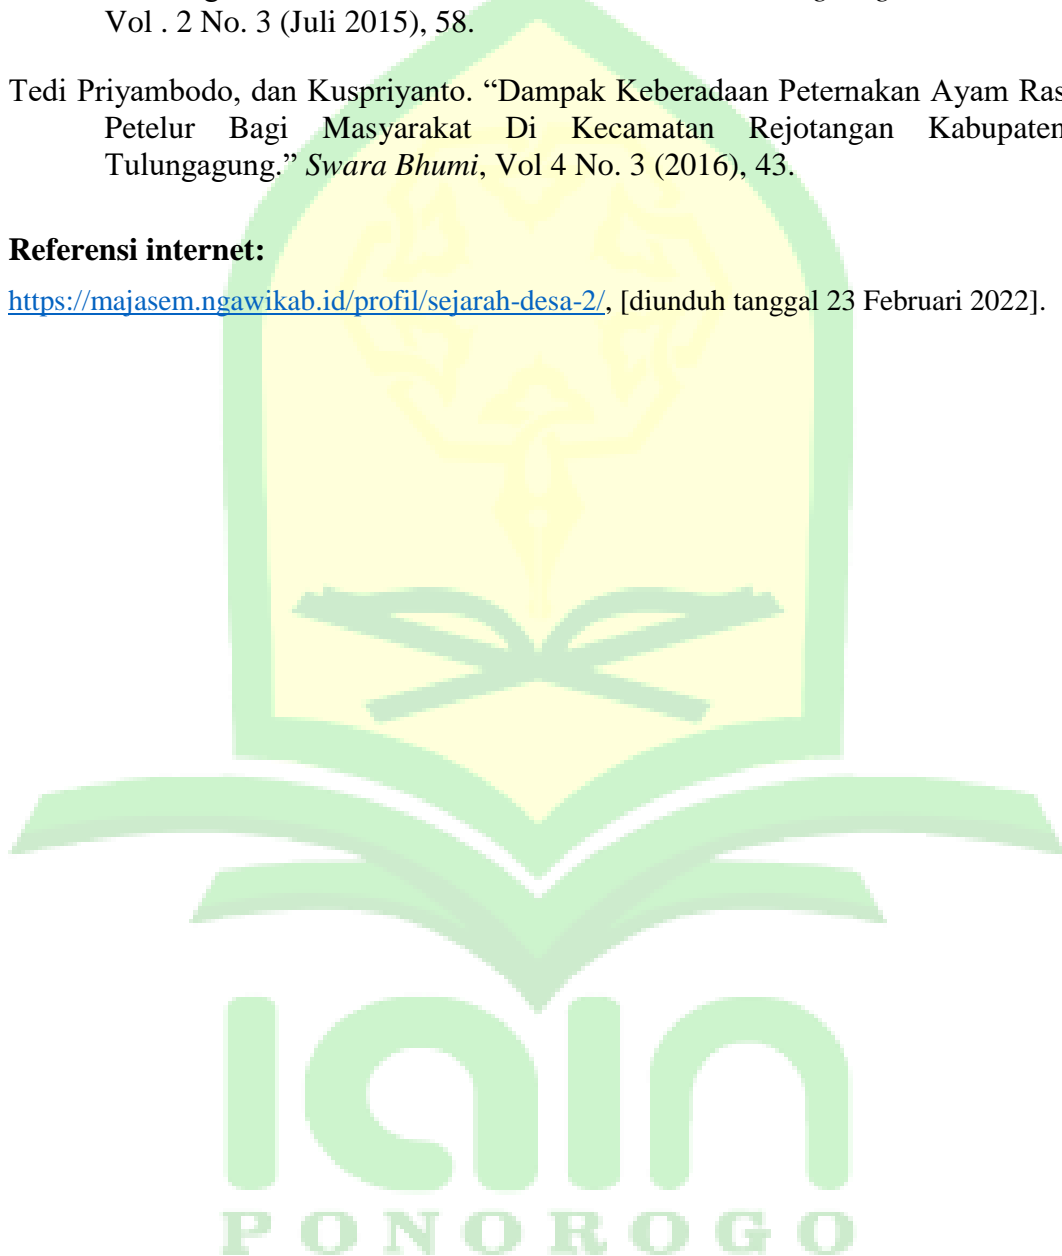 Vol . 2 No. 3 (Juli 2015), 58.
Tedi Priyambodo, dan Kuspriyanto. “Dampak Keberadaan Peternakan Ayam Ras
Petelur Bagi Masyarakat Di Kecamatan Rejotangan Kabupaten
Tulungagung.” Swara Bhumi, Vol 4 No. 3 (2016), 43.
Referensi internet:
https://majasem.ngawikab.id/profil/sejarah-desa-2/, [diunduh tanggal 23 Februari 2022].
iain
PONOROGO